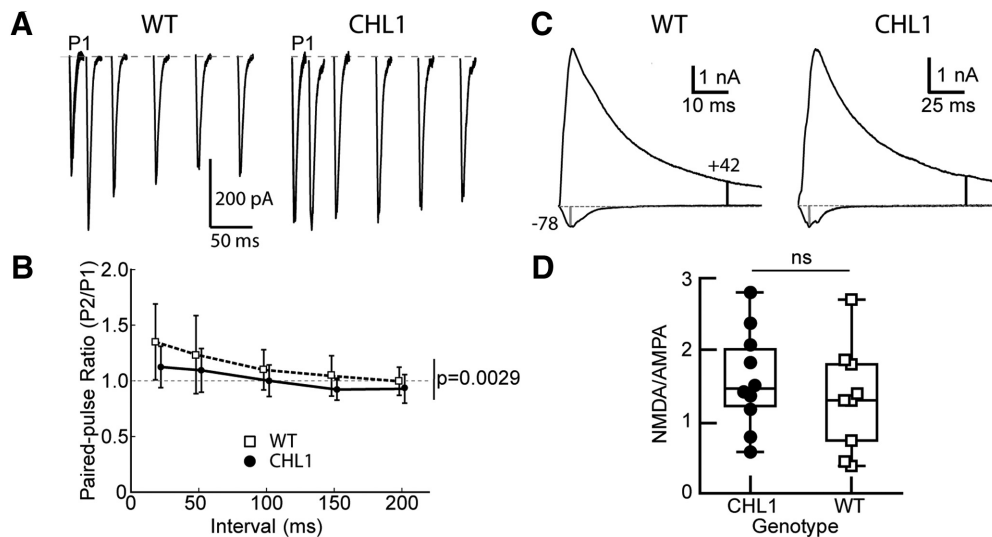 A
WT
CHL1
P1
P1
200 pA
50 ms
B
2.0
1.5
1.0
0.5
0
Paired-pulse Ratio (P2/P1)
p=0.0029
WT
CHL1
0
50
100
150
200
Interval (ms)
C
WT
CHL1
1 nA
10 ms
1 nA
25 ms
+42
-78
D
ns
3
2
1
0
NMDA/AMPA
CHL1
WT
Genotype